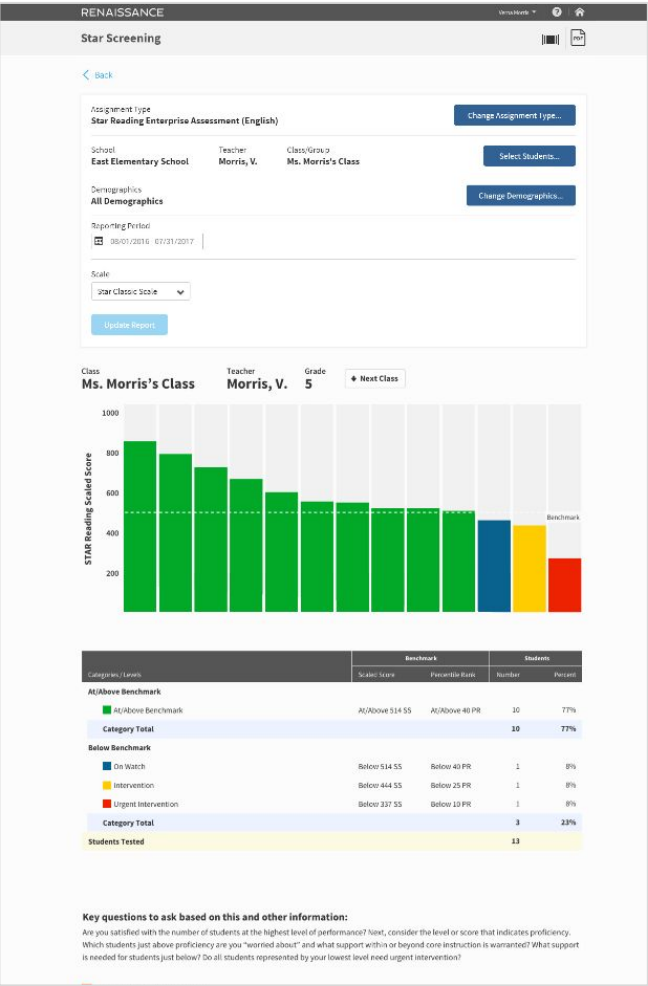 RENAISSANCE
Verna Morris
Star Screening
PDF
Back
Assignment Type
Star Reading Enterprise Assessment (English)
Change Assignment Type...
School Teacher Class/Group
East Elementary School Morris, V. Ms. Morris's Class
Select Students...
Demographics
All Demographics
Change Demographics...
Reporting Period
08/01/2016 - 07/31/2017
Scale
Star Classic Scale
Update Report
Class Teacher Grade
Ms. Morris's Class Morris, V. 5
Next Class
STAR Reading Scaled Score
1000
800
600
400
200
Benchmark
Benchmark Students
Categories / Levels Scaled Score Percentile Rank Number Percent
At/Above Benchmark
At/Above Benchmark At/Above 514 SS At/Above 40 PR 10 77%
Category Total 10 77%
Below Benchmark
On Watch Below 514 SS Below 40 PR 1 8%
Intervention Below 444 SS Below 25 PR 1 8%
Urgent Intervention Below 337 SS Below 10 PR 1 8%
Category Total 3 23%
Students Tested 13
Key questions to ask based on this and other information:
Are you satisfied with the number of students at the highest level of performance? Next, consider the level or score that indicates proficiency.
Which students just above proficiency are you "worried about" and what support within or beyond core instruction is warranted? What support
is needed for students just below? Do all students represented by your lowest level need urgent intervention?